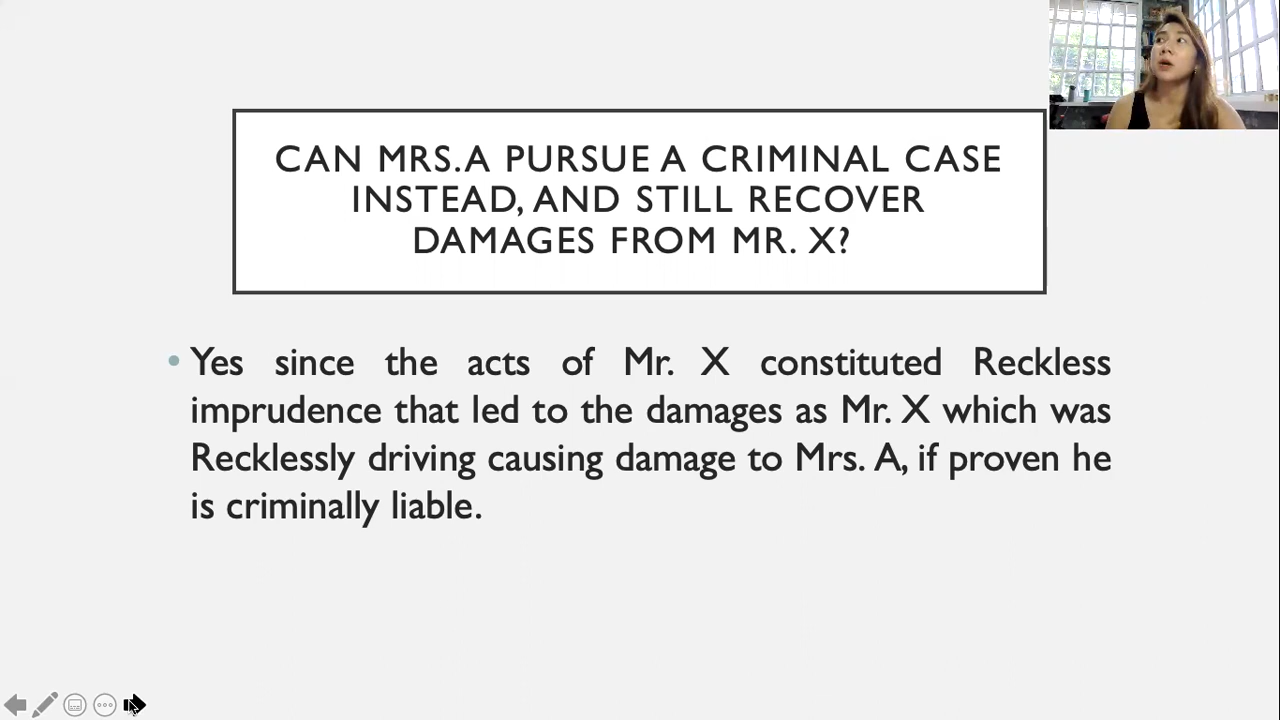 CAN MRS.A PURSUE A CRIMINAL CASE
INSTEAD, AND STILL RECOVER
DAMAGES FROM MR. X?
• Yes since the acts of Mr. X constituted Reckless
imprudence that led to the damages as Mr. X which was
Recklessly driving causing damage to Mrs. A, if proven he
is criminally liable.